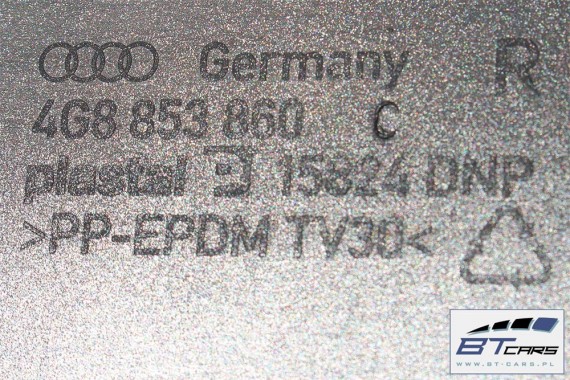 Germany R
4G8 853 860 C
plastal 15824 DNP
>PP-EPDM TV30<
BT CARS
WWW.BT-CARS.PL